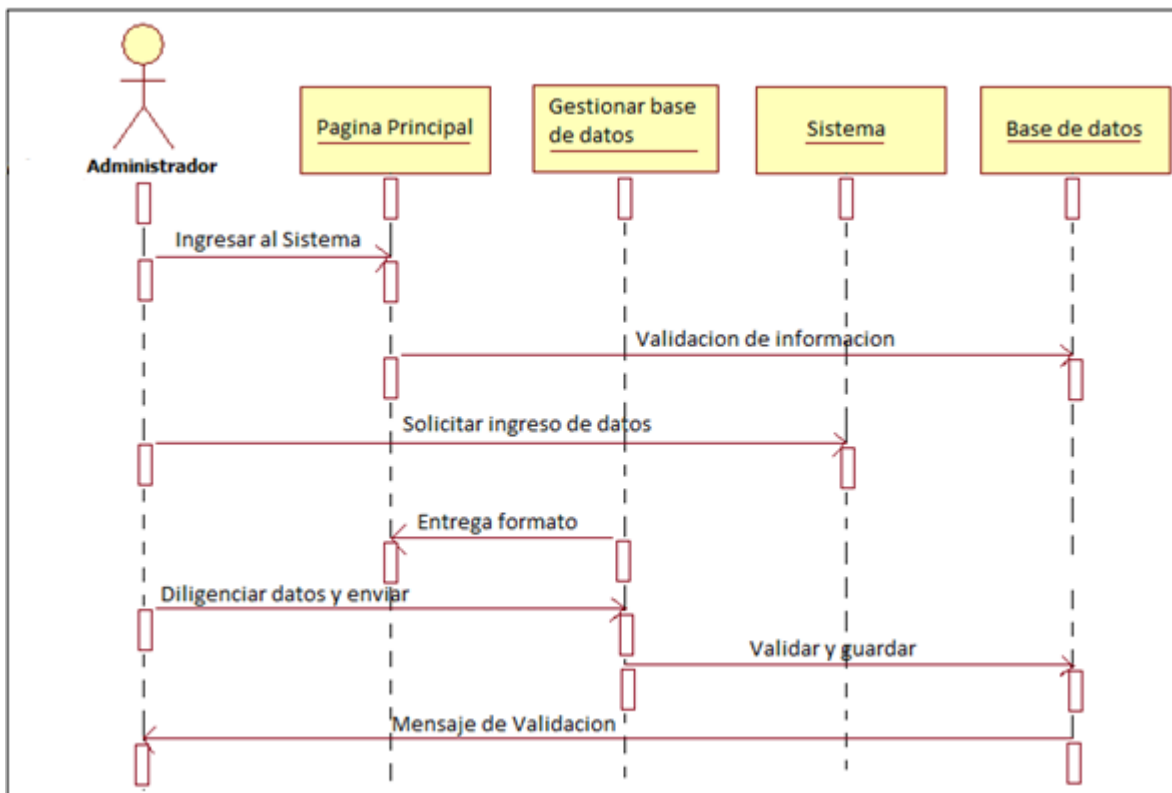 Administrador
Pagina Principal
Gestionar base
de datos
Sistema
Base de datos
Ingresar al Sistema
Validacion de informacion
Solicitar ingreso de datos
Entrega formato
Diligenciar datos y enviar
Validar y guardar
Mensaje de Validacion